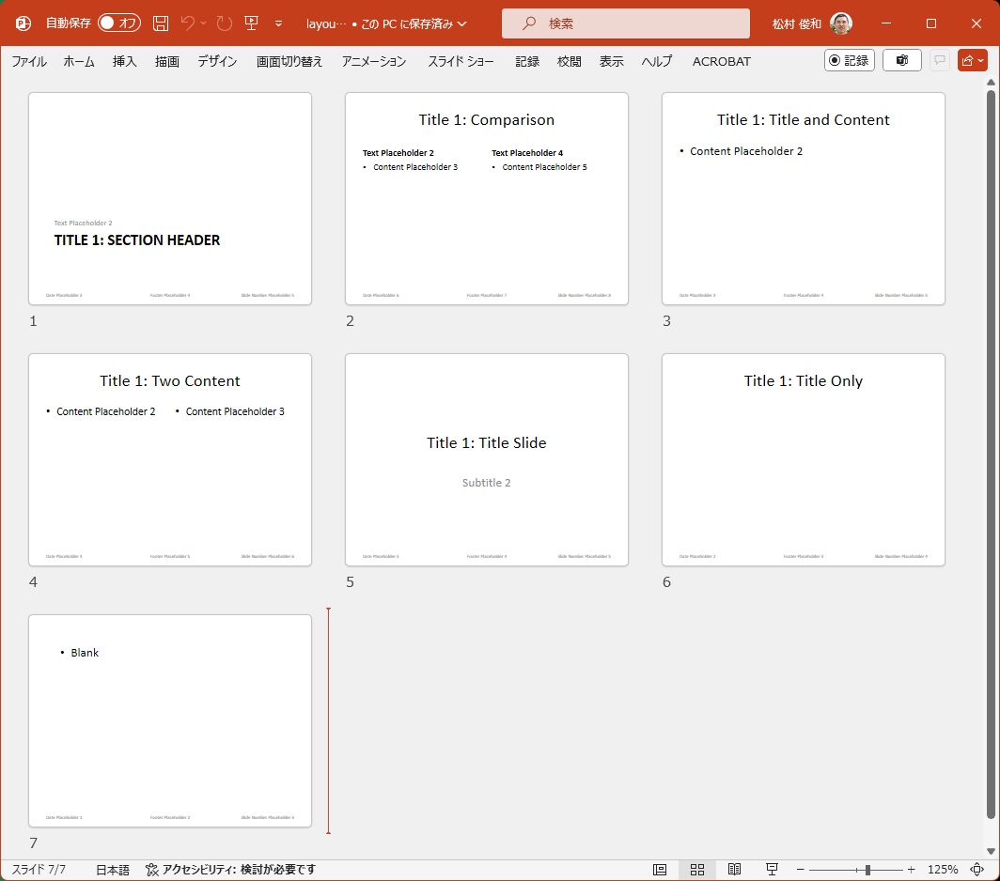 自動保存 オフ layou… • この PC に保存済み 検索 松村 俊和
ファイル ホーム 挿入 描画 デザイン 画面切り替え アニメーション スライド ショー 記録 校閲 表示 ヘルプ ACROBAT 記録
Text Placeholder 2
TITLE 1: SECTION HEADER
Date Placeholder 3 Footer Placeholder 4 Slide Number Placeholder 5
1
Title 1: Comparison
Text Placeholder 2 Text Placeholder 4
• Content Placeholder 3 • Content Placeholder 5
Date Placeholder 6 Footer Placeholder 7 Slide Number Placeholder 8
2
Title 1: Title and Content
• Content Placeholder 2
Date Placeholder 3 Footer Placeholder 4 Slide Number Placeholder 5
3
Title 1: Two Content
• Content Placeholder 2 • Content Placeholder 3
Date Placeholder 4 Footer Placeholder 5 Slide Number Placeholder 6
4
Title 1: Title Slide
Subtitle 2
Date Placeholder 3 Footer Placeholder 4 Slide Number Placeholder 5
5
Title 1: Title Only
Date Placeholder 2 Footer Placeholder 3 Slide Number Placeholder 4
6
• Blank
Date Placeholder 1 Footer Placeholder 2 Slide Number Placeholder 3
7
スライド 7/7 日本語 アクセシビリティ: 検討が必要です 125%